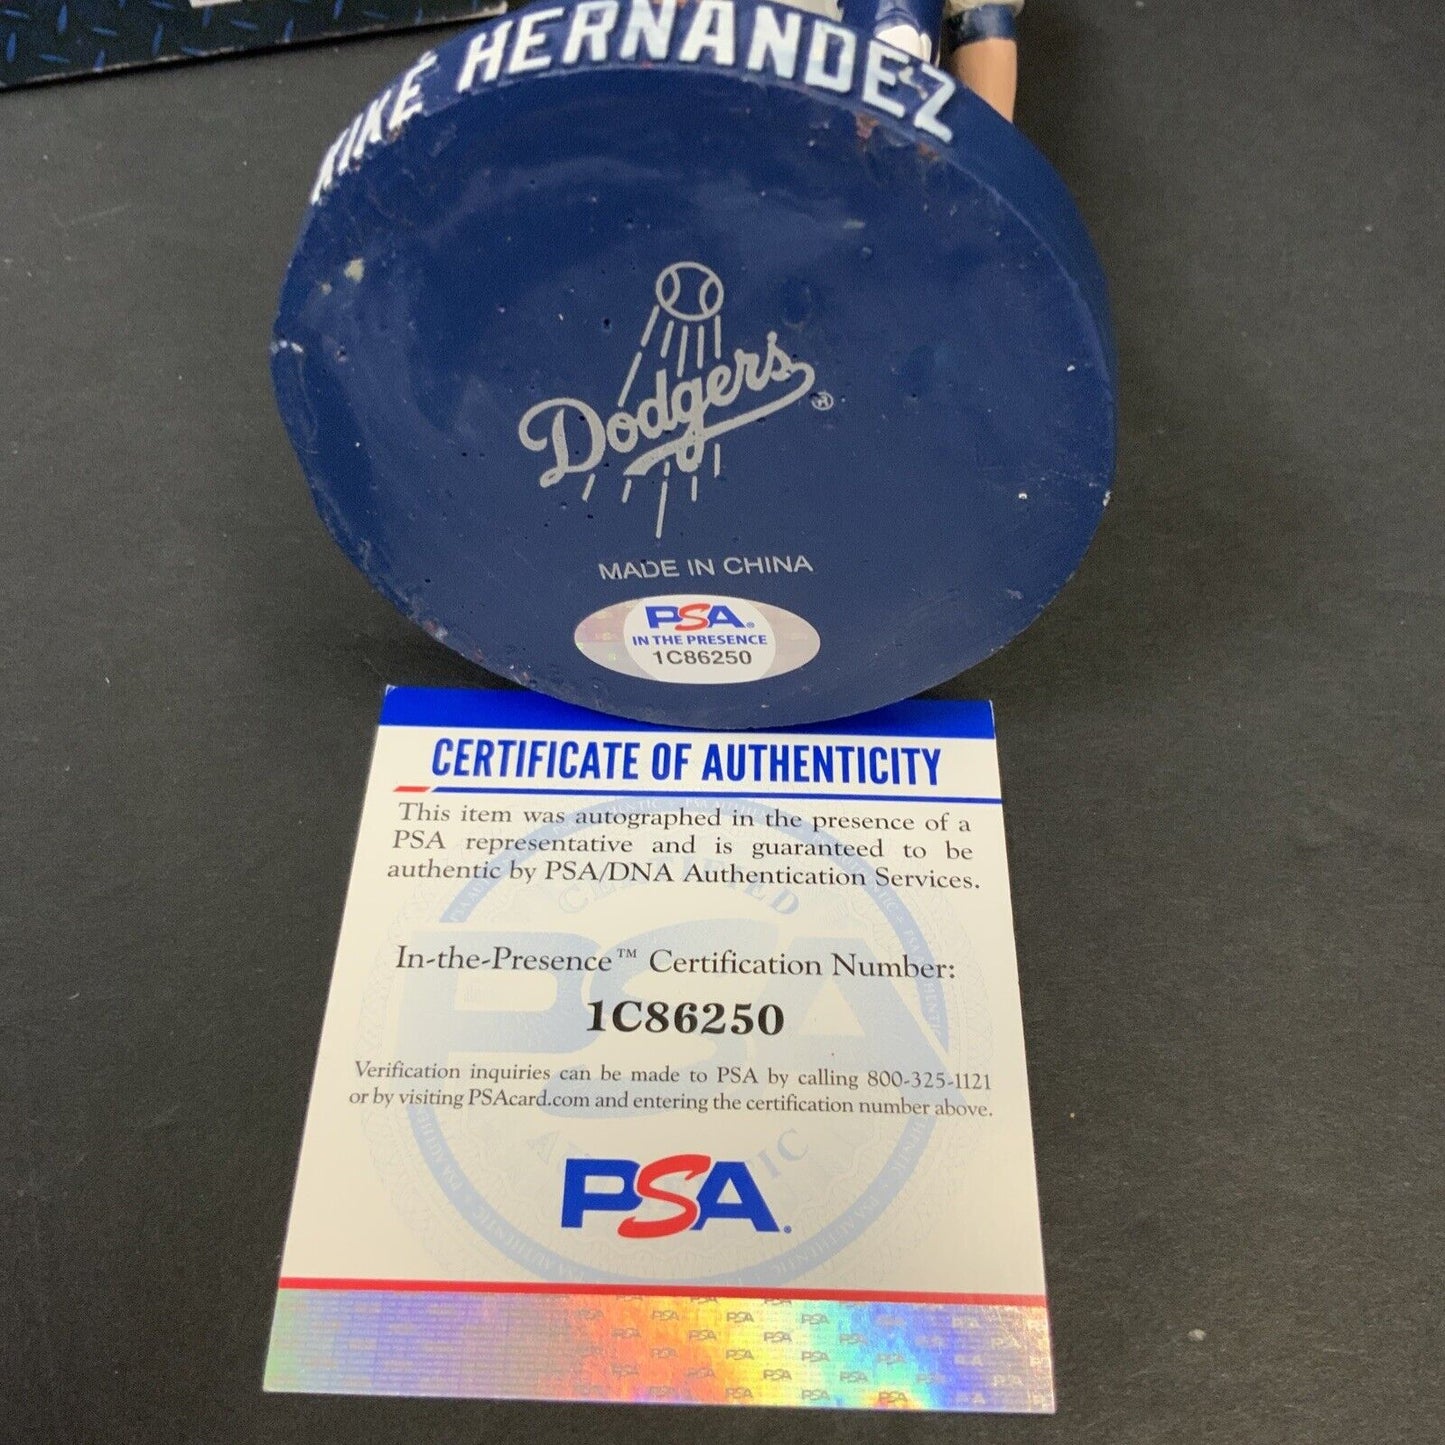 KIKÉ HERNANDEZ
Dodgers
®
MADE IN CHINA
PSA
IN THE PRESENCE
1C86250
CERTIFICATE OF AUTHENTICITY
This item was autographed in the presence of a
PSA representative and is guaranteed to be
authentic by PSA/DNA Authentication Services.
In-the-Presence™ Certification Number:
1C86250
Verification inquiries can be made to PSA by calling 800-325-1121
or by visiting PSAcard.com and entering the certification number above.
PSA